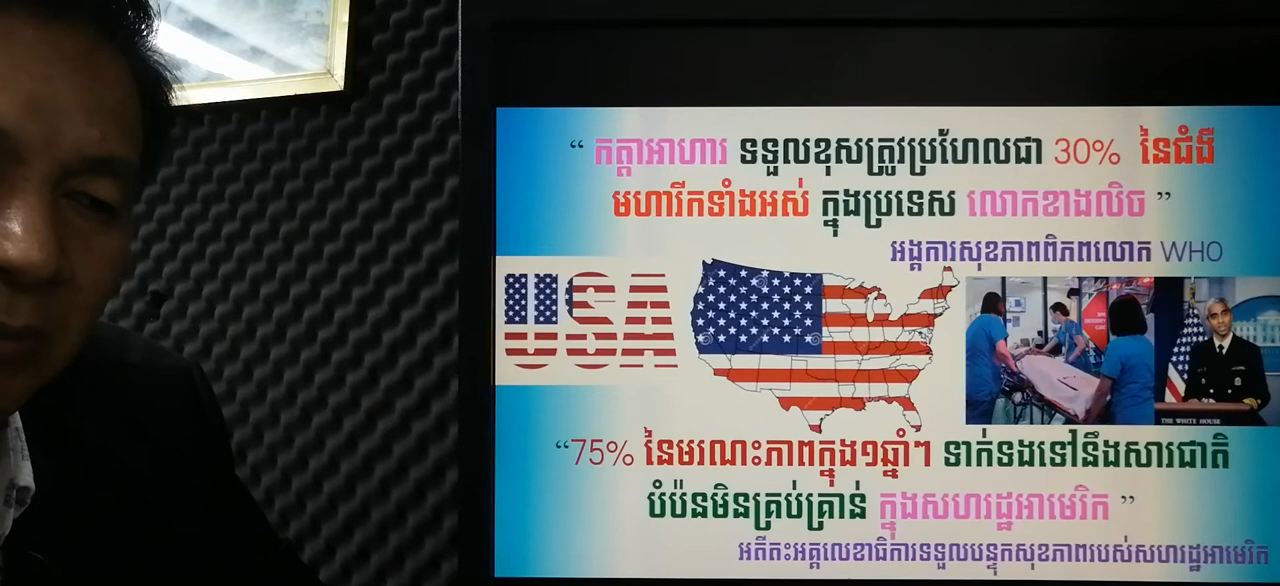 “ កត្តាអាហារ ទទួលខុសត្រូវប្រហែលជា 30% នៃជំងឺ
មហារីកទាំងអស់ ក្នុងប្រទេស លោកខាងលិច ”
អង្គការសុខភាពពិភពលោក WHO
USA
THE WHITE HOUSE
“75% នៃមរណះភាពក្នុង១ឆ្នាំៗ ទាក់ទងទៅនឹងសារជាតិ
បំប៉នមិនគ្រប់គ្រាន់ ក្នុងសហរដ្ឋអាមេរិក ”
អតីតះអគ្គលេខាធិការទទួលបន្ទុកសុខភាពរបស់សហរដ្ឋអាមេរិក